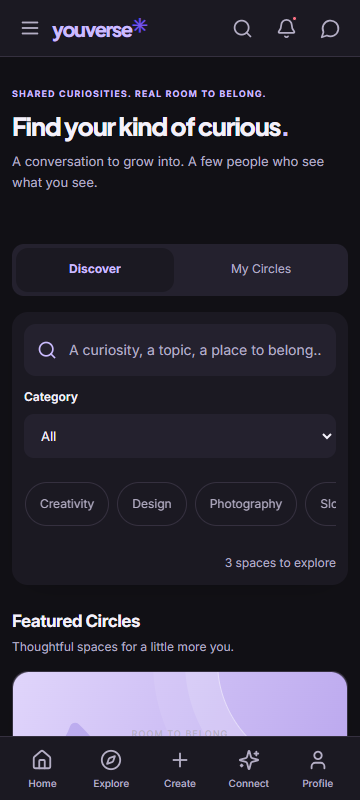 youverse
SHARED CURIOSITIES. REAL ROOM TO BELONG.
Find your kind of curious.
A conversation to grow into. A few people who see
what you see.
Discover
My Circles
A curiosity, a topic, a place to belong..
Category
All
Creativity
Design
Photography
Slo
3 spaces to explore
Featured Circles
Thoughtful spaces for a little more you.
ROOM TO BELONG
Home
Explore
Create
Connect
Profile